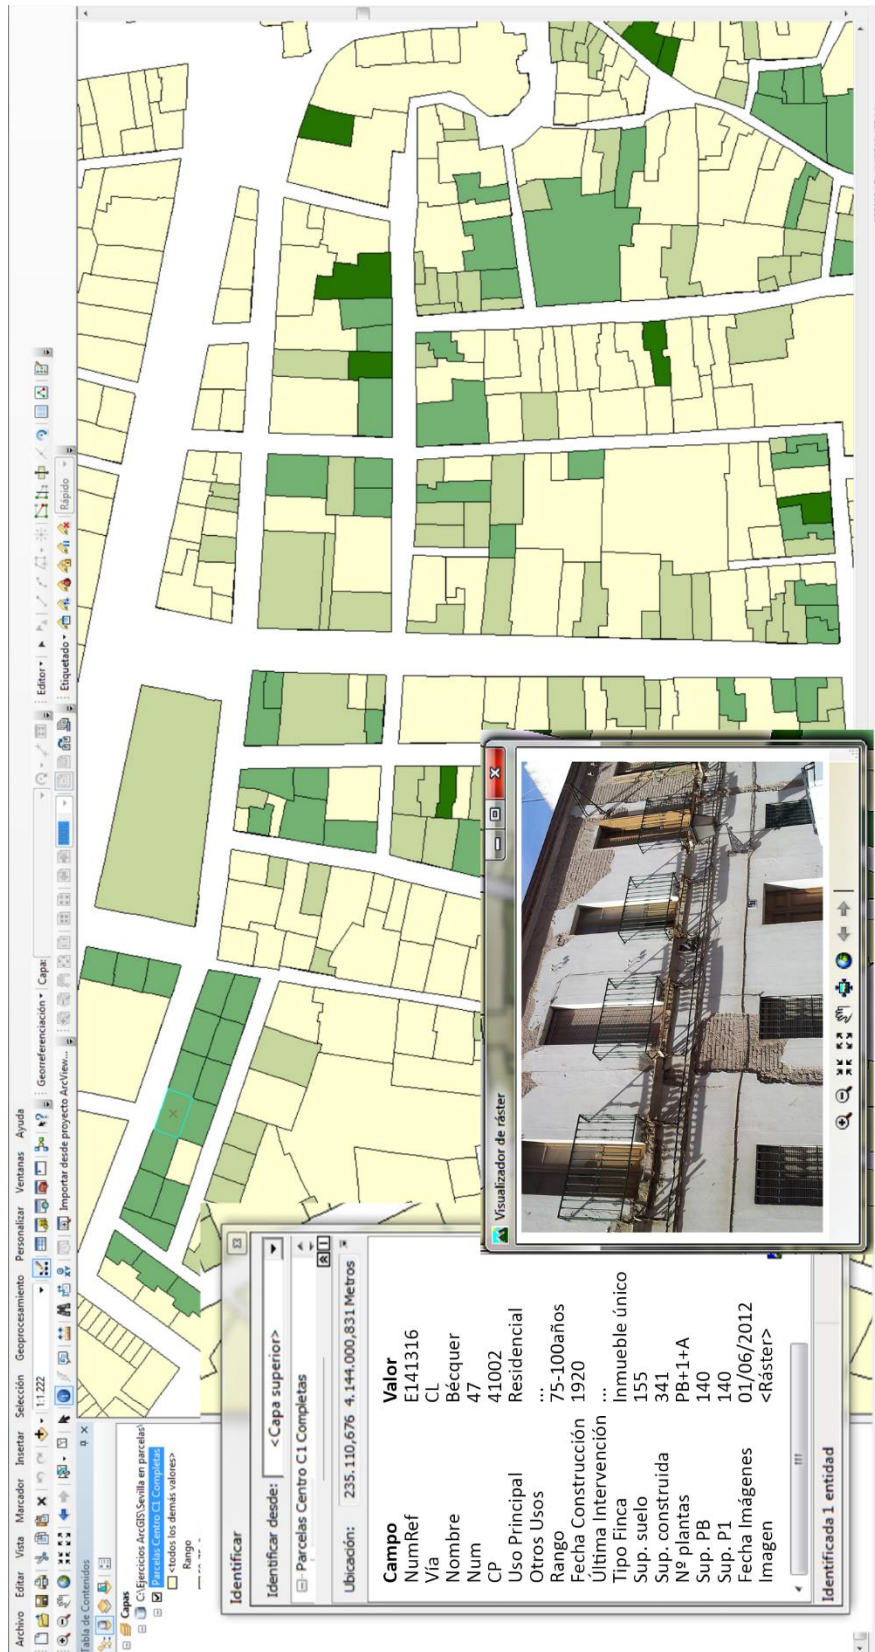 Archivo Editar Vista Marcador Insertar Selección Geoprocesamiento Personalizar Ventanas Ayuda
1:1.222
Editor
Georreferenciación Capa:
Importar desde proyecto ArcView...
Etiquetado
Rápido
Tabla de Contenidos
Capas
C:\Ejercicios ArcGIS\Sevilla en parcelas\
Parcelas Centro C1 Completas
<todos los demás valores>
Rango
Identificar
Identificar desde: <Capa superior>
Parcelas Centro C1 Completas
Ubicación: 235.110,676 4.144.000,831 Metros
Campo Valor
NumRef E141316
Vía CL
Nombre Bécquer
Num 47
CP 41002
Uso Principal Residencial
Otros Usos ...
Rango 75-100años
Fecha Construcción 1920
Última Intervención ...
Tipo Finca Inmueble único
Sup. suelo 155
Sup. construida 341
Nº plantas PB+1+A
Sup. PB 140
Sup. P1 140
Fecha Imágenes 01/06/2012
Imagen <Ráster>
Identificada 1 entidad
Visualizador de ráster